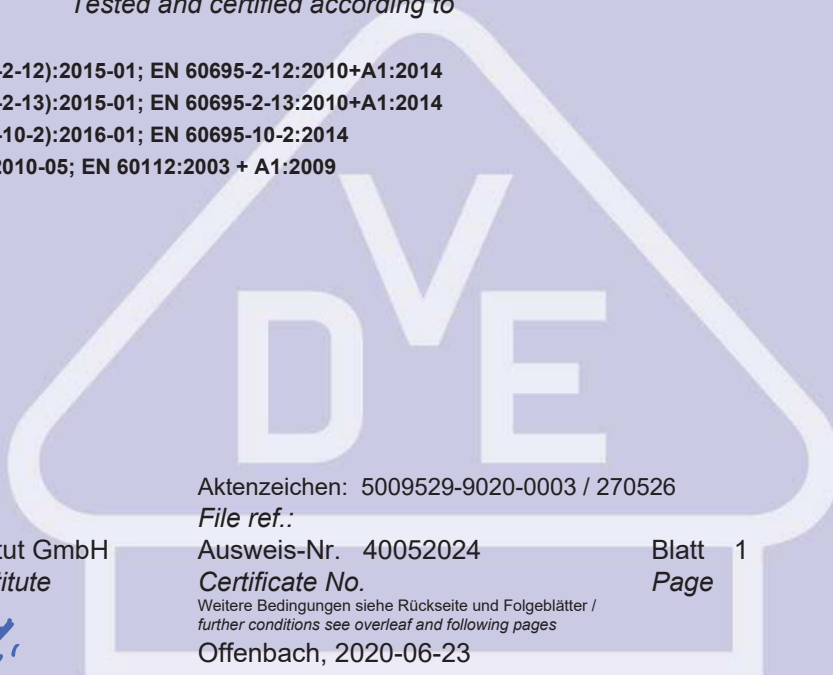 Tested and certified according to
-2-12):2015-01; EN 60695-2-12:2010+A1:2014
-2-13):2015-01; EN 60695-2-13:2010+A1:2014
-10-2):2016-01; EN 60695-10-2:2014
2010-05; EN 60112:2003 + A1:2009
VDE
Aktenzeichen: 5009529-9020-0003 / 270526
File ref.:
tut GmbH Ausweis-Nr. 40052024 Blatt 1
titute Certificate No. Page
Weitere Bedingungen siehe Rückseite und Folgeblätter /
further conditions see overleaf and following pages
Offenbach, 2020-06-23